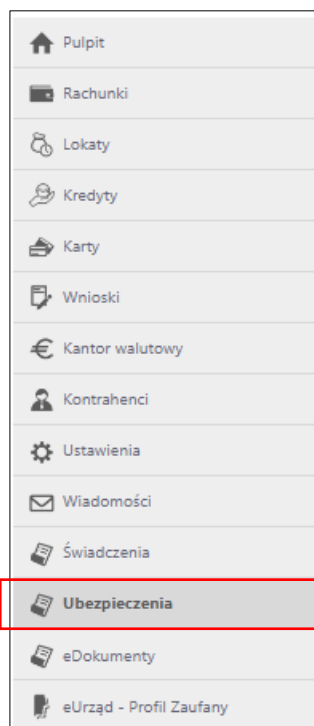 Pulpit
Rachunki
Lokaty
Kredyty
Karty
Wnioski
Kantor walutowy
Kontrahenci
Ustawienia
Wiadomości
Świadczenia
Ubezpieczenia
eDokumenty
eUrząd - Profil Zaufany